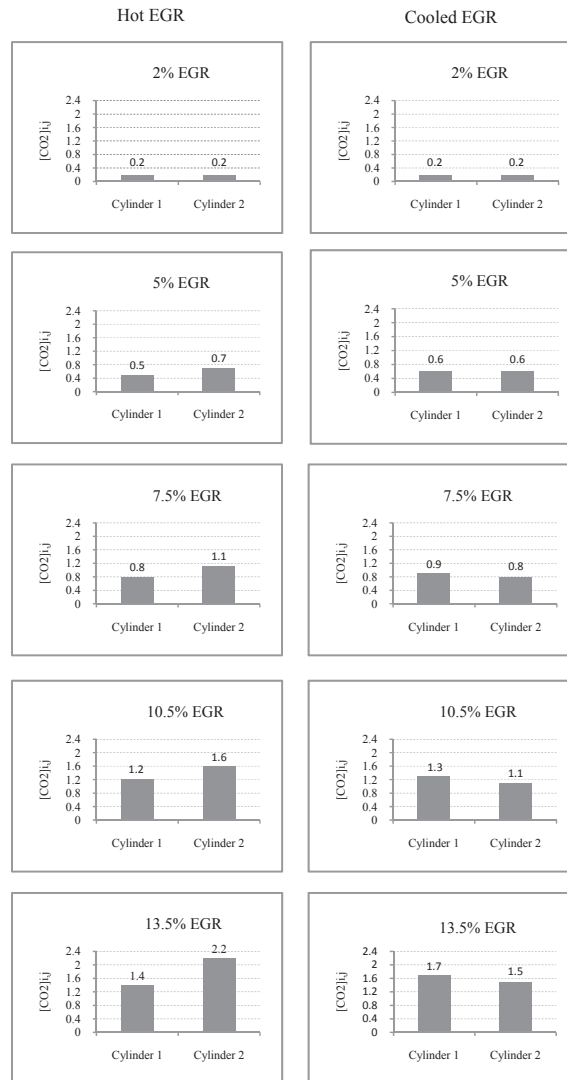 Hot EGR
Cooled EGR
2% EGR
[CO2]i,j
2.4
2
1.6
1.2
0.8
0.4
0
0.2
0.2
Cylinder 1
Cylinder 2
2% EGR
[CO2]i,j
2.4
2
1.6
1.2
0.8
0.4
0
0.2
0.2
Cylinder 1
Cylinder 2
5% EGR
[CO2]i,j
2.4
2
1.6
1.2
0.8
0.4
0
0.5
0.7
Cylinder 1
Cylinder 2
5% EGR
[CO2]i,j
2.4
2
1.6
1.2
0.8
0.4
0
0.6
0.6
Cylinder 1
Cylinder 2
7.5% EGR
[CO2]i,j
2.4
2
1.6
1.2
0.8
0.4
0
0.8
1.1
Cylinder 1
Cylinder 2
7.5% EGR
[CO2]i,j
2.4
2
1.6
1.2
0.8
0.4
0
0.9
0.8
Cylinder 1
Cylinder 2
10.5% EGR
[CO2]i,j
2.4
2
1.6
1.2
0.8
0.4
0
1.2
1.6
Cylinder 1
Cylinder 2
10.5% EGR
[CO2]i,j
2.4
2
1.6
1.2
0.8
0.4
0
1.3
1.1
Cylinder 1
Cylinder 2
13.5% EGR
[CO2]i,j
2.4
2
1.6
1.2
0.8
0.4
0
1.4
2.2
Cylinder 1
Cylinder 2
13.5% EGR
[CO2]i,j
2.4
2
1.6
1.2
0.8
0.4
0
1.7
1.5
Cylinder 1
Cylinder 2